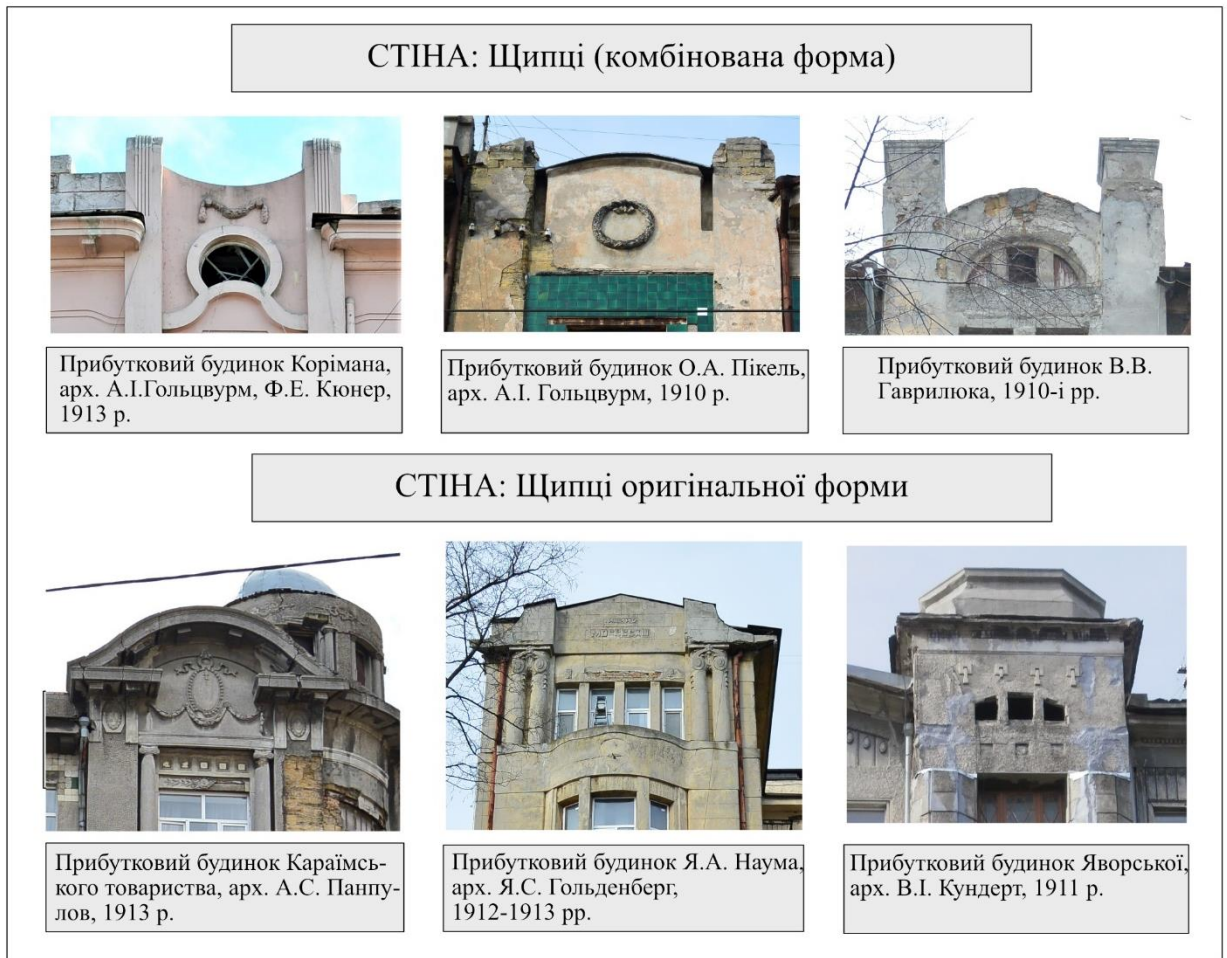 СТІНА: Щипці (комбінована форма)
Прибутковий будинок Корімана,
арх. А.І.Гольцвурм, Ф.Е. Кюнер,
1913 р.
Прибутковий будинок О.А. Пікель,
арх. А.І. Гольцвурм, 1910 р.
Прибутковий будинок В.В.
Гаврилюка, 1910-і рр.
СТІНА: Щипці оригінальної форми
Прибутковий будинок Караїмсь-
кого товариства, арх. А.С. Панпу-
лов, 1913 р.
Прибутковий будинок Я.А. Наума,
арх. Я.С. Гольденберг,
1912-1913 рр.
Прибутковий будинок Яворської,
арх. В.І. Кундерт, 1911 р.